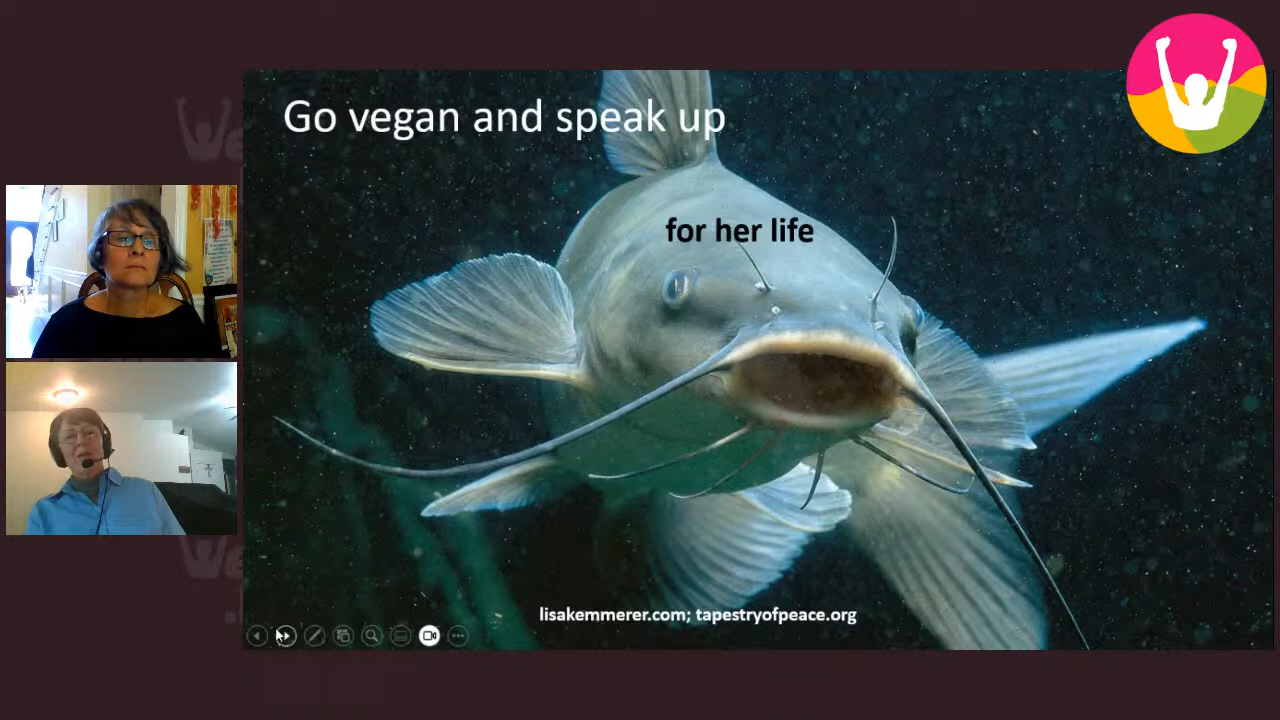 Go vegan and speak up
for her life
lisakemmerer.com; tapestryofpeace.org